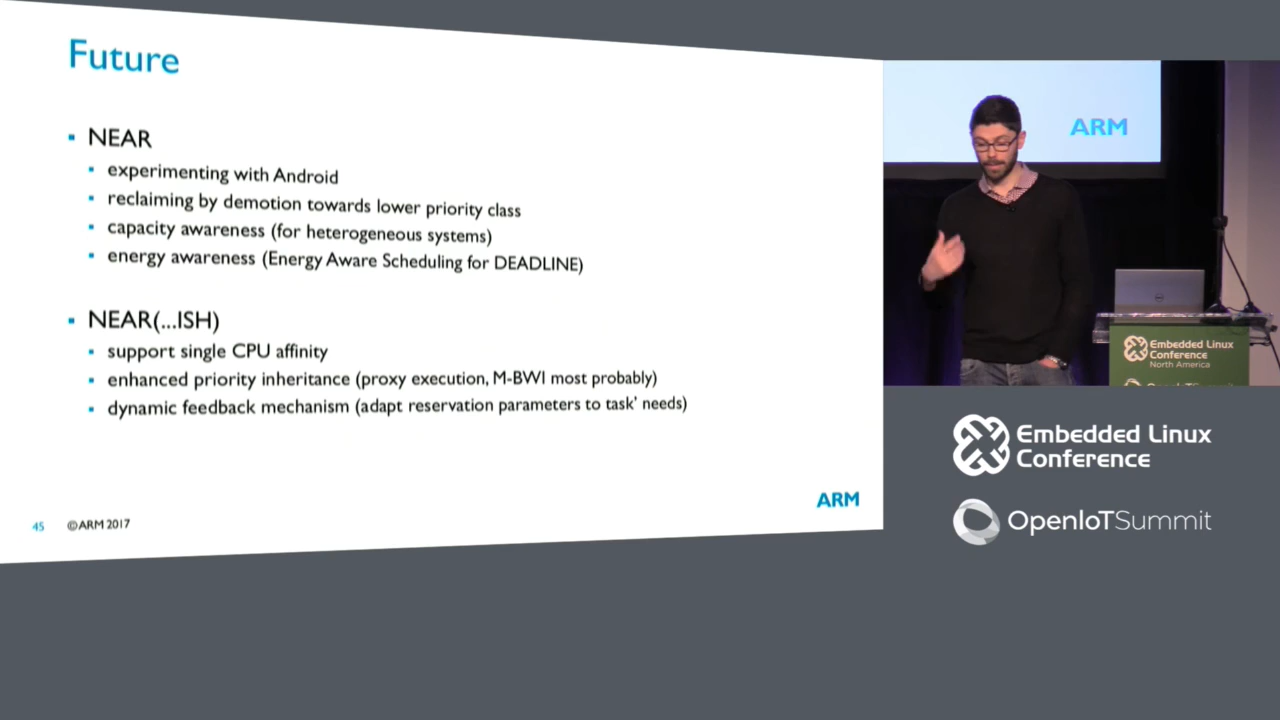 Future
NEAR
experimenting with Android
reclaiming by demotion towards lower priority class
capacity awareness (for heterogeneous systems)
energy awareness (Energy Aware Scheduling for DEADLINE)
NEAR(...ISH)
support single CPU affinity
enhanced priority inheritance (proxy execution, M-BWI most probably)
dynamic feedback mechanism (adapt reservation parameters to task' needs)
ARM
45 ©ARM 2017
ARM
Embedded Linux
Conference
North America
Embedded Linux
Conference
OpenIoTSummit